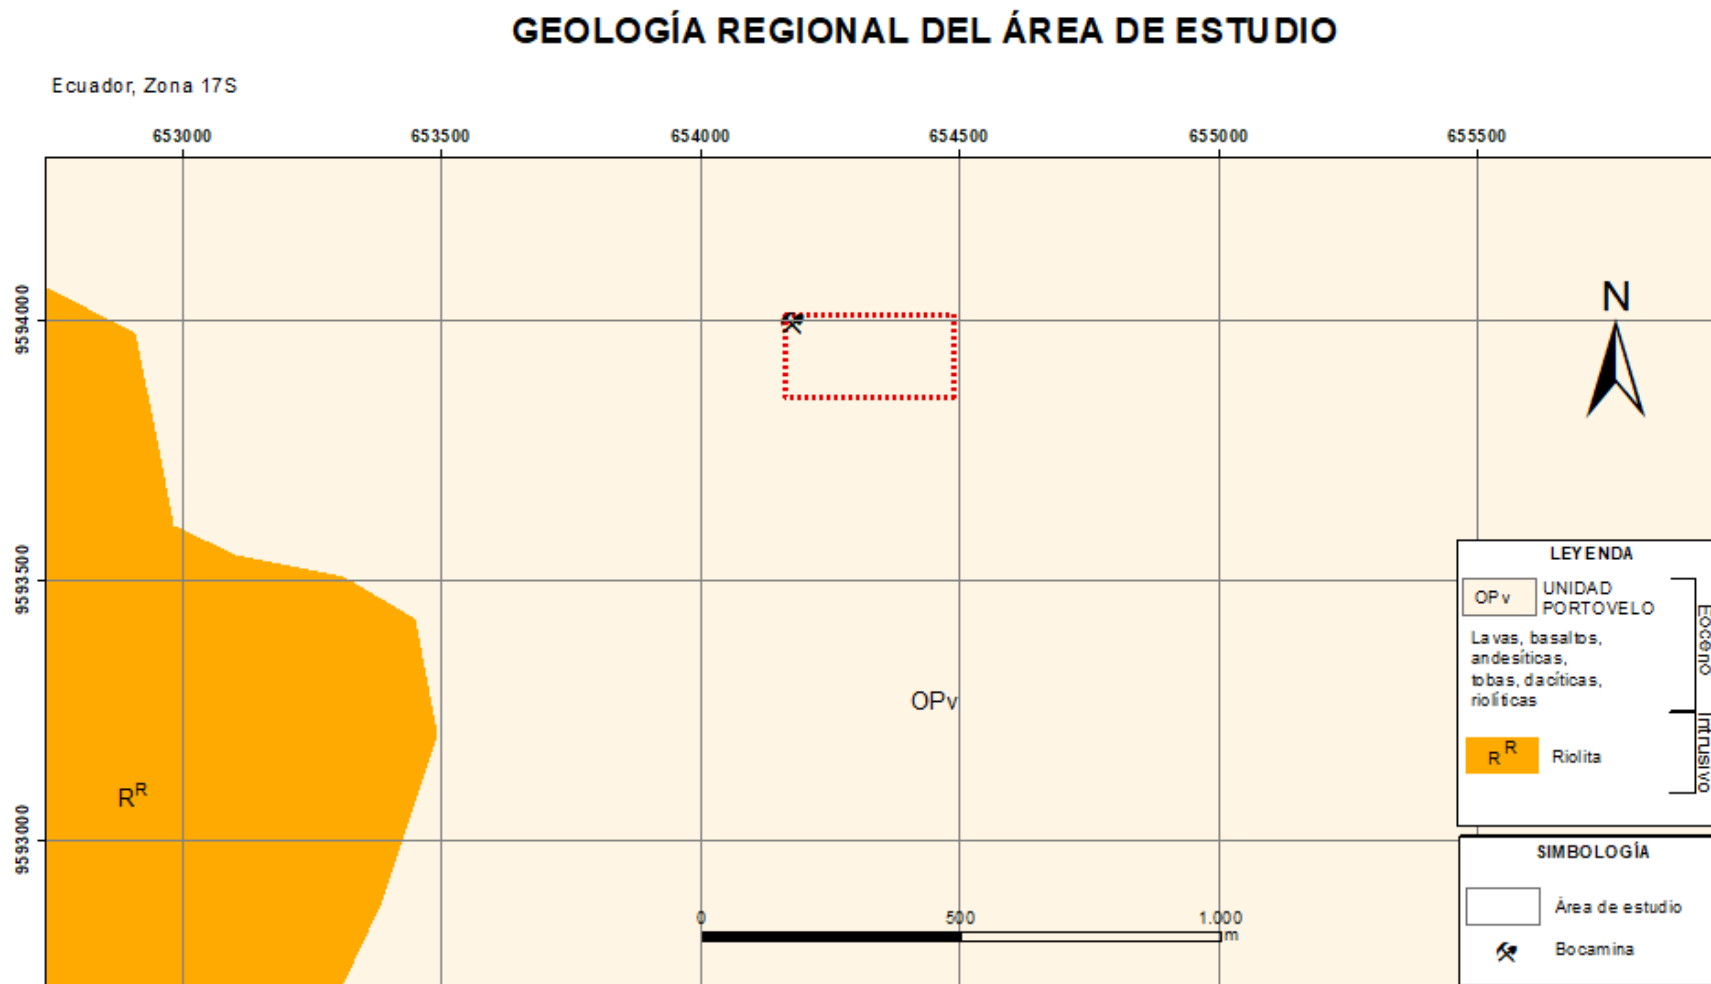 GEOLOGÍA REGIONAL DEL ÁREA DE ESTUDIO
Ecuador, Zona 17S
653000 653500 654000 654500 655000 655500
9594000
9593500
9593000
N
OPv
R R
0 500 1.000
m
LEYENDA
OPv UNIDAD
PORTOVELO
Lavas, basaltos,
andesíticas,
tobas, dacíticas,
riolíticas
Eoceno
R R Riolita
Intrusivo
SIMBOLOGÍA
Área de estudio
Bocamina